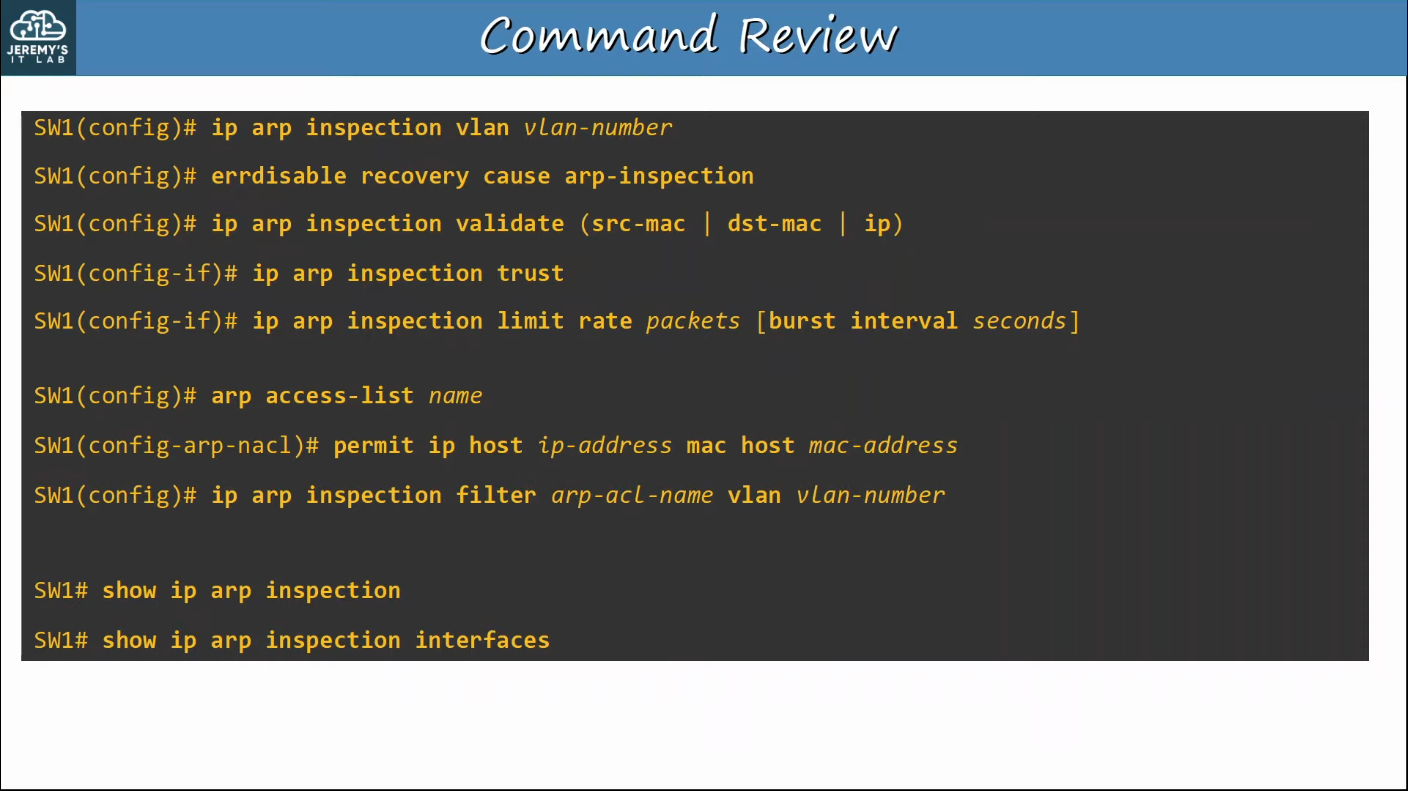 JEREMY'S
IT LAB
Command Review
SW1(config)# ip arp inspection vlan vlan-number
SW1(config)# errdisable recovery cause arp-inspection
SW1(config)# ip arp inspection validate (src-mac | dst-mac | ip)
SW1(config-if)# ip arp inspection trust
SW1(config-if)# ip arp inspection limit rate packets [burst interval seconds]
SW1(config)# arp access-list name
SW1(config-arp-nacl)# permit ip host ip-address mac host mac-address
SW1(config)# ip arp inspection filter arp-acl-name vlan vlan-number
SW1# show ip arp inspection
SW1# show ip arp inspection interfaces